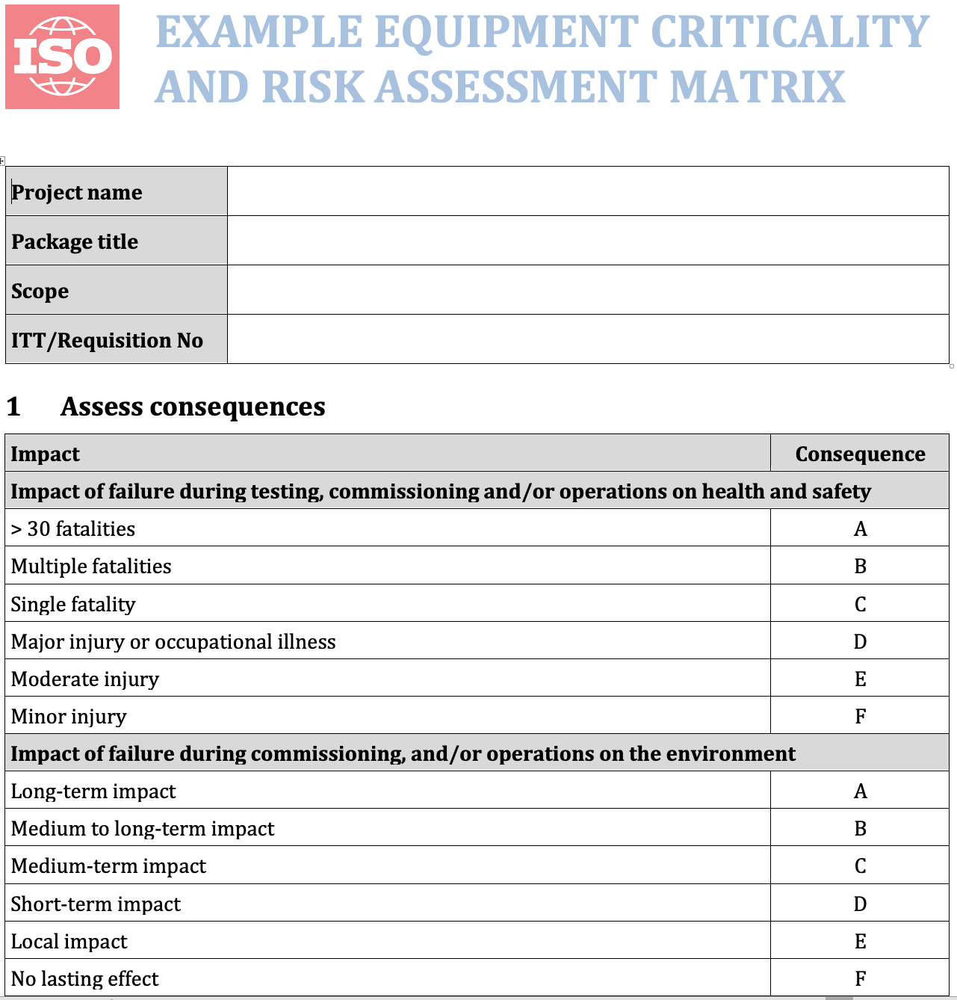 ISO
EXAMPLE EQUIPMENT CRITICALITY
AND RISK ASSESSMENT MATRIX
Project name
Package title
Scope
ITT/Requisition No
1 Assess consequences
Impact Consequence
Impact of failure during testing, commissioning and/or operations on health and safety
> 30 fatalities A
Multiple fatalities B
Single fatality C
Major injury or occupational illness D
Moderate injury E
Minor injury F
Impact of failure during commissioning, and/or operations on the environment
Long-term impact A
Medium to long-term impact B
Medium-term impact C
Short-term impact D
Local impact E
No lasting effect F